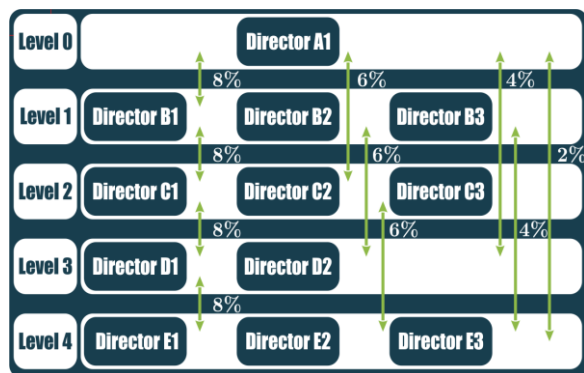 Level 0
Director A1
8%
6%
4%
Level 1
Director B1
Director B2
Director B3
8%
6%
2%
Level 2
Director C1
Director C2
Director C3
8%
6%
4%
Level 3
Director D1
Director D2
8%
Level 4
Director E1
Director E2
Director E3